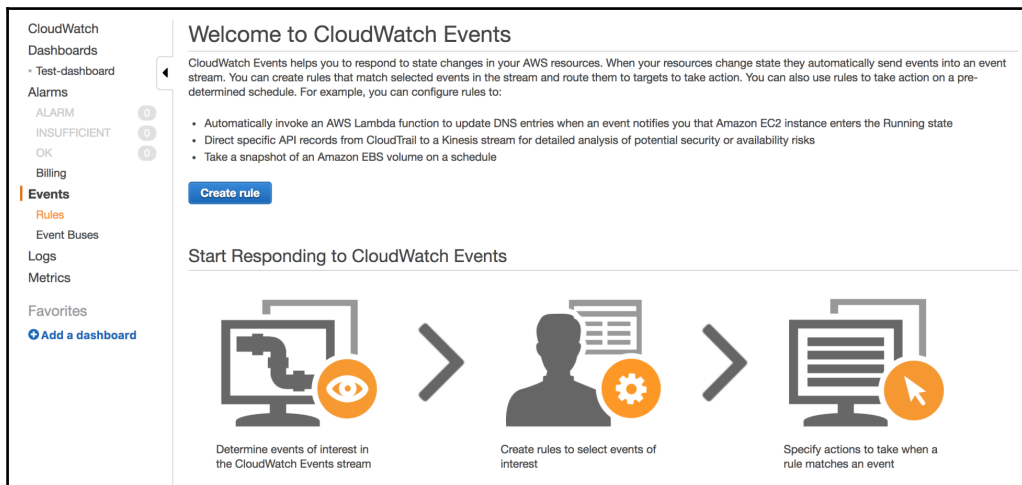 CloudWatch
Dashboards
Test-dashboard
Alarms
ALARM 0
INSUFFICIENT 0
OK 0
Billing
Events
Rules
Event Buses
Logs
Metrics
Favorites
Add a dashboard
Welcome to CloudWatch Events
CloudWatch Events helps you to respond to state changes in your AWS resources. When your resources change state they automatically send events into an event
stream. You can create rules that match selected events in the stream and route them to targets to take action. You can also use rules to take action on a pre-
determined schedule. For example, you can configure rules to:
• Automatically invoke an AWS Lambda function to update DNS entries when an event notifies you that Amazon EC2 instance enters the Running state
• Direct specific API records from CloudTrail to a Kinesis stream for detailed analysis of potential security or availability risks
• Take a snapshot of an Amazon EBS volume on a schedule
Create rule
Start Responding to CloudWatch Events
Determine events of interest in
the CloudWatch Events stream
Create rules to select events of
interest
Specify actions to take when a
rule matches an event